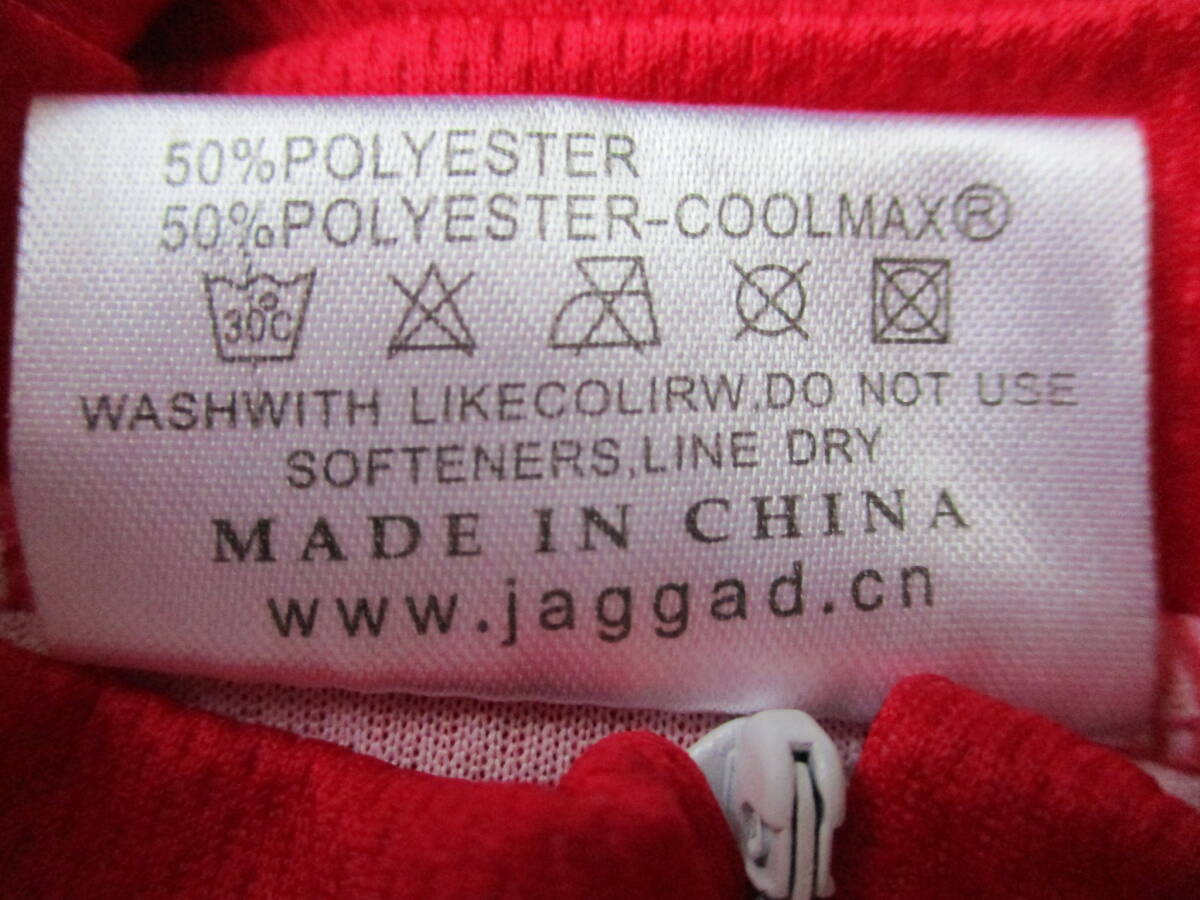 50%POLYESTER
50%POLYESTER-COOLMAX®
30°C
WASHWITH LIKECOLIRW,DO NOT USE
SOFTENERS,LINE DRY
MADE IN CHINA
www.jaggad.cn